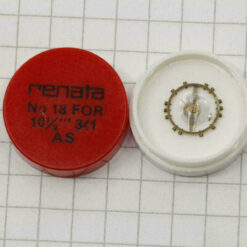 renata
No 18 FOR
10½''' 341
AS